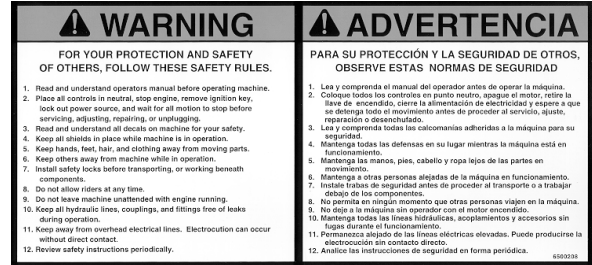 WARNING
FOR YOUR PROTECTION AND SAFETY
OF OTHERS, FOLLOW THESE SAFETY RULES.
1. Read and understand operators manual before operating machine.
2. Place all controls in neutral, stop engine, remove ignition key,
lock out power source, and wait for all motion to stop before
servicing, adjusting, repairing, or unplugging.
3. Read and understand all decals on machine for your safety.
4. Keep all shields in place while machine is in operation.
5. Keep hands, feet, hair, and clothing away from moving parts.
6. Keep others away from machine while in operation.
7. Install safety locks before transporting, or working beneath
components.
8. Do not allow riders at any time.
9. Do not leave machine unattended with engine running.
10. Keep all hydraulic lines, couplings, and fittings free of leaks
during operation.
11. Keep away from overhead electrical lines. Electrocution can occur
without direct contact.
12. Review safety instructions periodically.
ADVERTENCIA
PARA SU PROTECCIÓN Y LA SEGURIDAD DE OTROS,
OBSERVE ESTAS NORMAS DE SEGURIDAD
1. Lea y comprenda el manual del operador antes de operar la máquina.
2. Coloque todos los controles en punto neutro, apague el motor, retire la
llave de encendido, cierre la alimentación de electricidad y espere a que
se detenga todo el movimiento antes de proceder al servicio, ajuste,
reparación o desenchufado.
3. Lea y comprenda todas las calcomanías adheridas a la máquina para su
seguridad.
4. Mantenga todas las defensas en su lugar mientras la máquina está en
funcionamiento.
5. Mantenga las manos, pies, cabello y ropa lejos de las partes en
movimiento.
6. Mantenga a otras personas alejadas de la máquina en funcionamiento.
7. Instale trabas de seguridad antes de proceder al transporte o a trabajar
debajo de los componentes.
8. No permita en ningún momento que otras personas viajen en la máquina.
9. No deje a la máquina sin operador con el motor encendido.
10. Mantenga todas las líneas hidráulicas, acoplamientos y accesorios sin
fugas durante el funcionamiento.
11. Permanezca alejado de las líneas eléctricas elevadas. Puede producirse la
electrocución sin contacto directo.
12. Analice las instrucciones de seguridad en forma periódica.
6500208